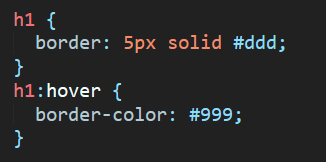 h1 {
  border: 5px solid #ddd;
}
h1:hover {
  border-color: #999;
}